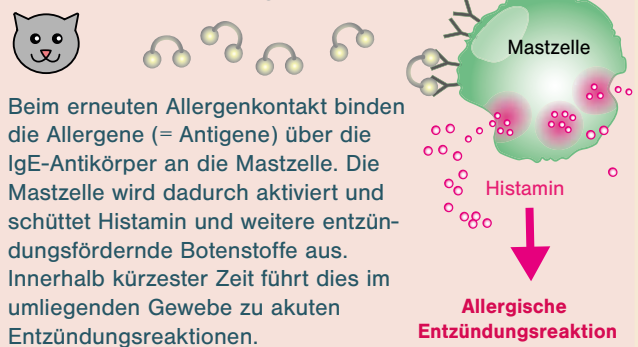 Mastzelle
Beim erneuten Allergenkontakt binden
die Allergene (= Antigene) über die
IgE-Antikörper an die Mastzelle. Die
Mastzelle wird dadurch aktiviert und
schüttet Histamin und weitere entzün-
dungsfördernde Botenstoffe aus.
Innerhalb kürzester Zeit führt dies im
umliegenden Gewebe zu akuten
Entzündungsreaktionen.
Histamin
Allergische
Entzündungsreaktion